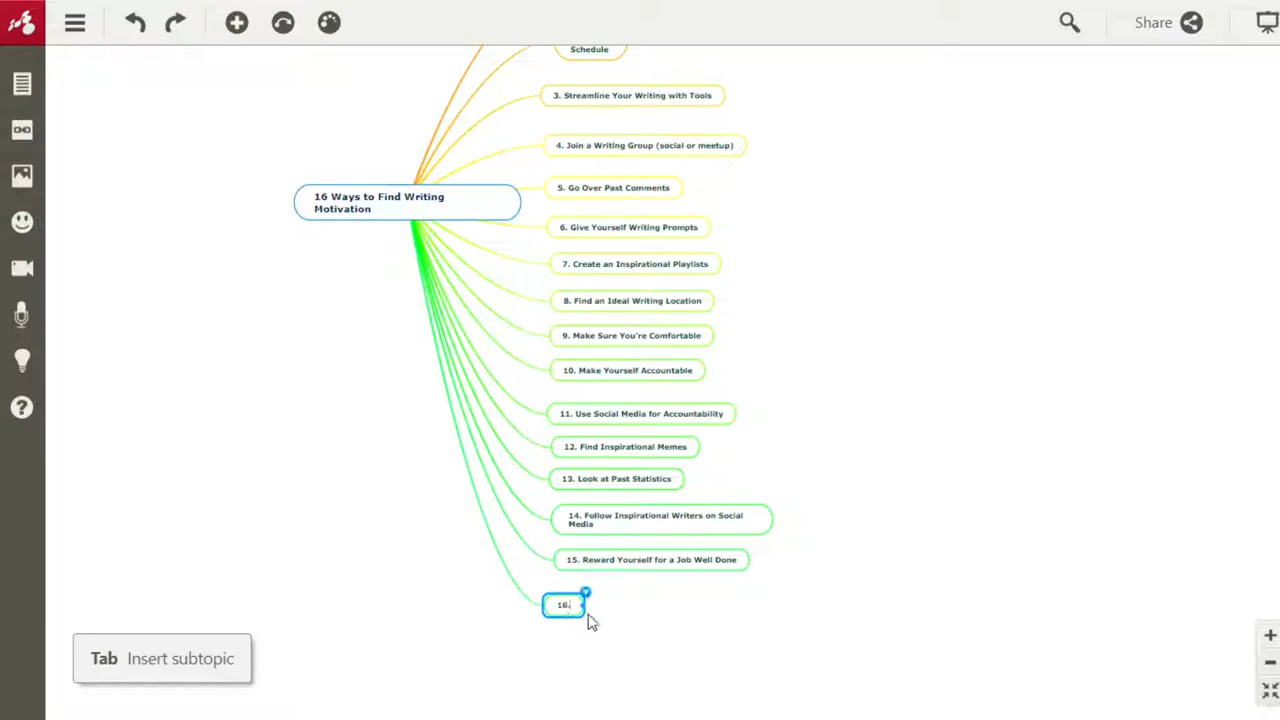 Share
Schedule
3. Streamline Your Writing with Tools
4. Join a Writing Group (social or meetup)
16 Ways to Find Writing
Motivation
5. Go Over Past Comments
6. Give Yourself Writing Prompts
7. Create an Inspirational Playlists
8. Find an Ideal Writing Location
9. Make Sure You're Comfortable
10. Make Yourself Accountable
11. Use Social Media for Accountability
12. Find Inspirational Memes
13. Look at Past Statistics
14. Follow Inspirational Writers on Social
Media
15. Reward Yourself for a Job Well Done
16.
Tab Insert subtopic